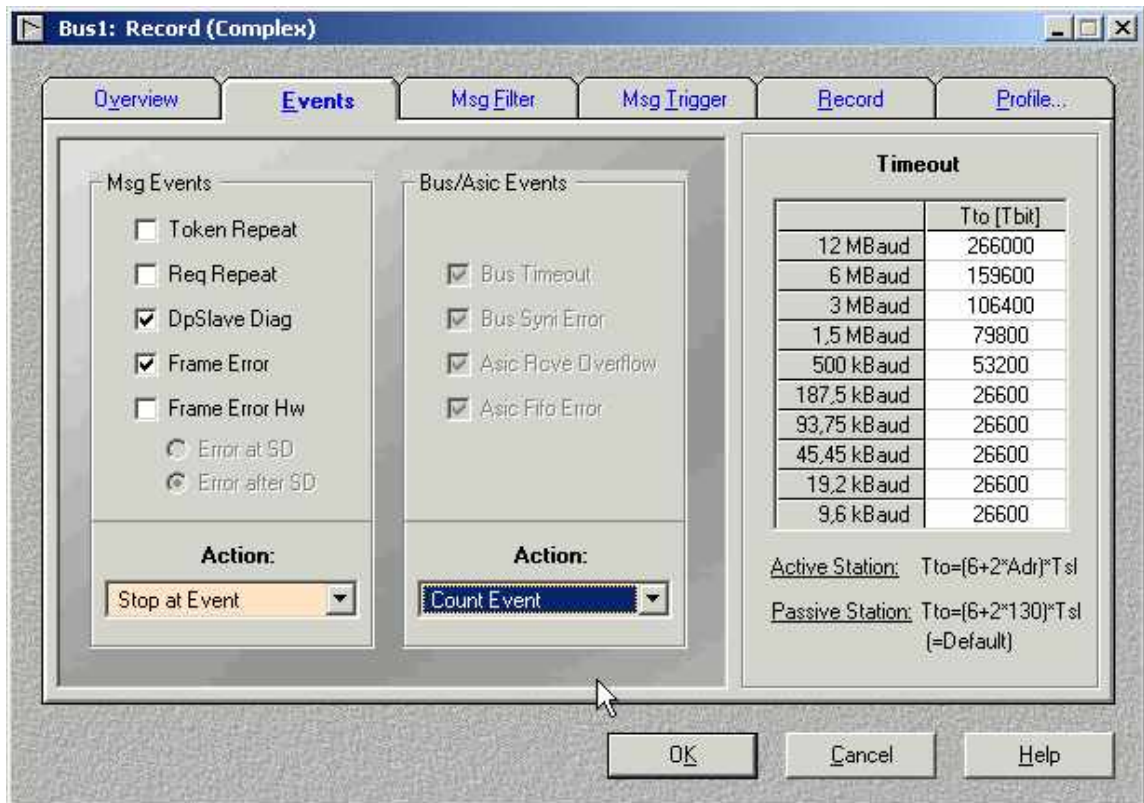 Bus1: Record (Complex)
Overview
Events
Msg Filter
Msg Trigger
Record
Profile...
Msg Events
Token Repeat
Req Repeat
DpSlave Diag
Frame Error
Frame Error Hw
Error at SD
Error after SD
Action:
Stop at Event
Bus/Asic Events
Bus Timeout
Bus Syni Error
Asic Rcve Overflow
Asic Fifo Error
Action:
Count Event
Timeout
Tto [Tbit]
12 MBaud 266000
6 MBaud 159600
3 MBaud 106400
1,5 MBaud 79800
500 kBaud 53200
187,5 kBaud 26600
93,75 kBaud 26600
45,45 kBaud 26600
19,2 kBaud 26600
9,6 kBaud 26600
Active Station: Tto=(6+2*Adr)*Tsl
Passive Station: Tto=(6+2*130)*Tsl
(=Default)
OK
Cancel
Help